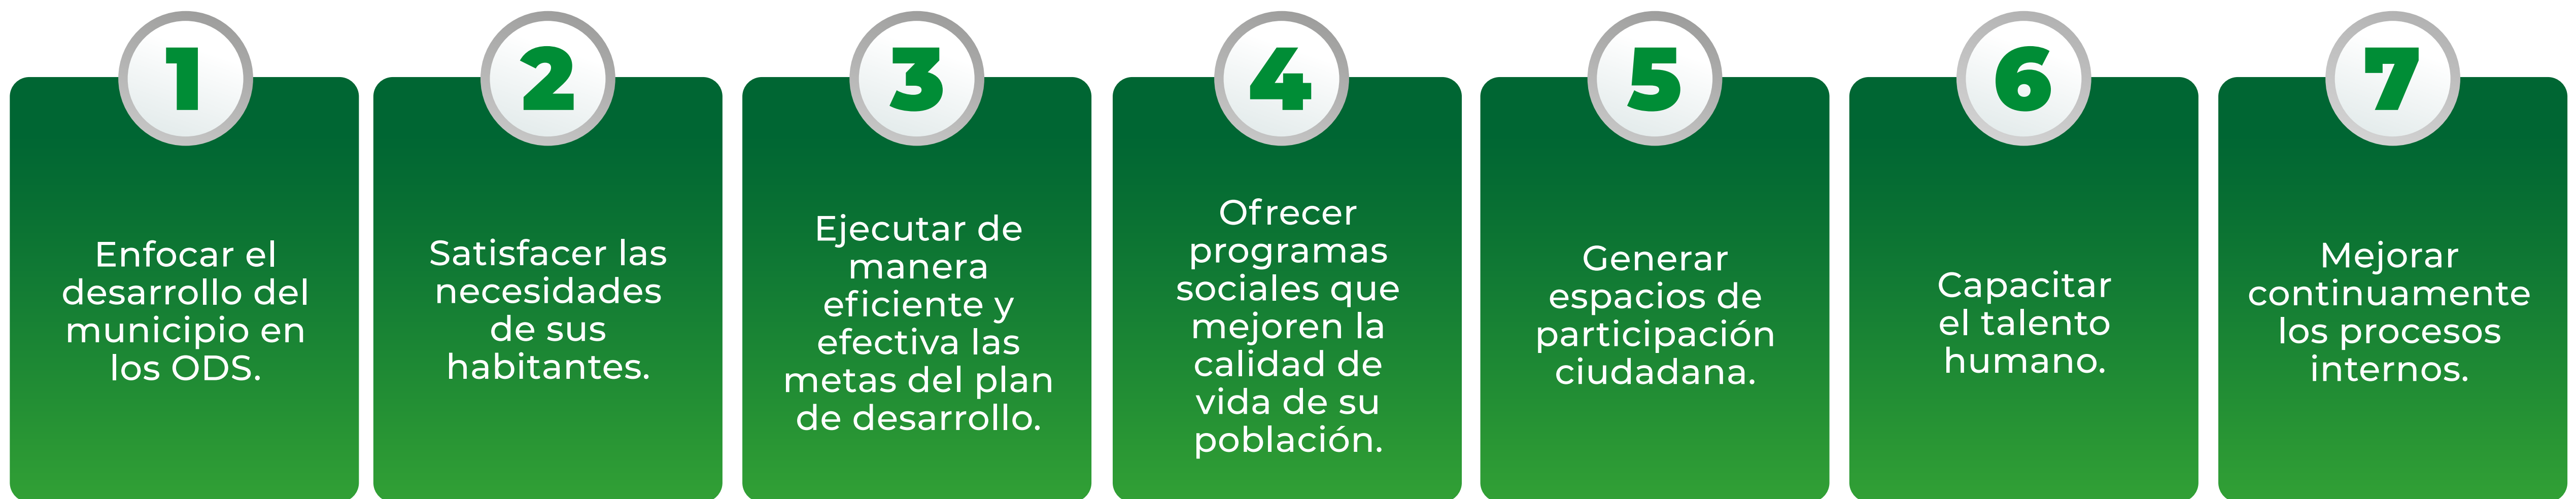 1
Enfocar el
desarrollo del
municipio en
los ODS.
2
Satisfacer las
necesidades
de sus
habitantes.
3
Ejecutar de
manera
eficiente y
efectiva las
metas del plan
de desarrollo.
4
Ofrecer
programas
sociales que
mejoren la
calidad de
vida de su
población.
5
Generar
espacios de
participación
ciudadana.
6
Capacitar
el talento
humano.
7
Mejorar
continuamente
los procesos
internos.